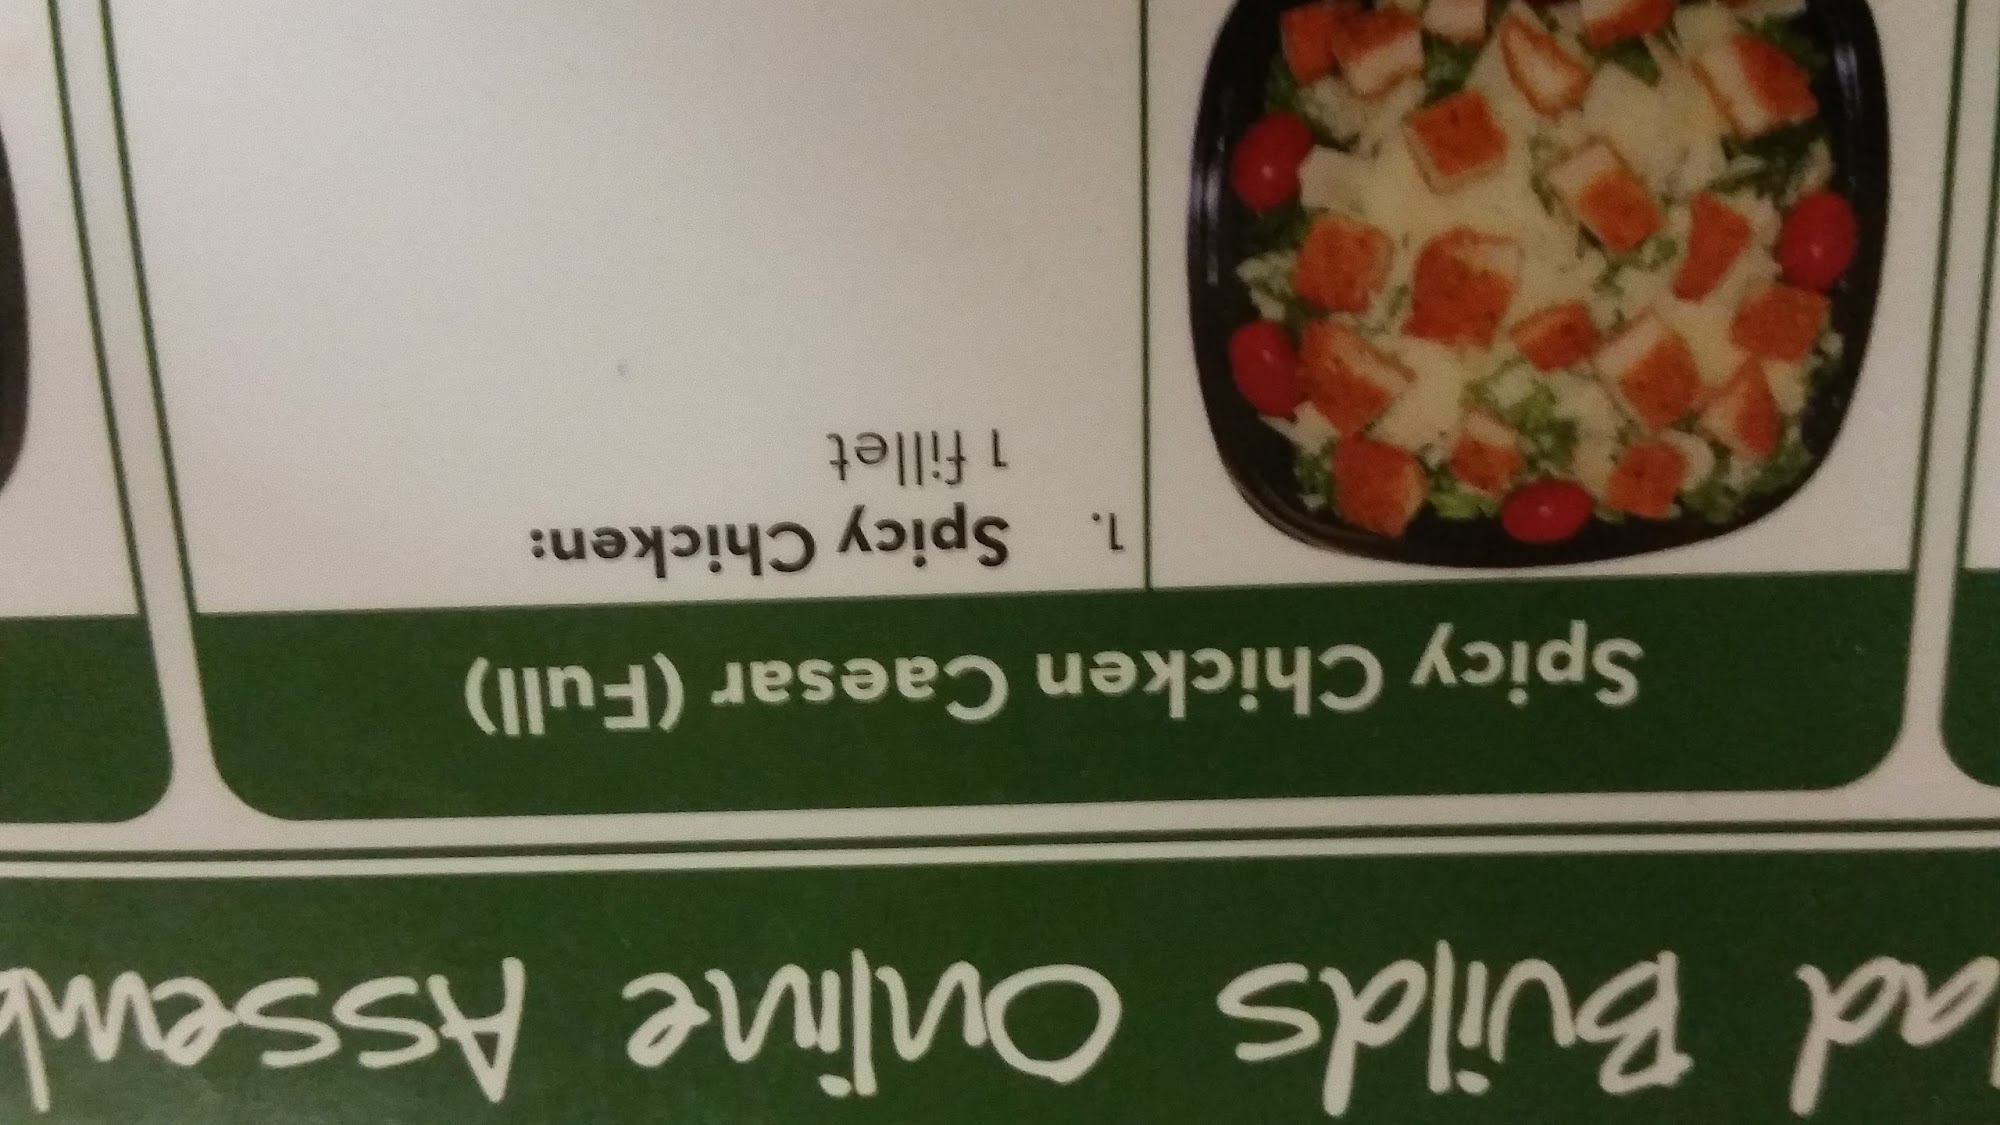 Builds Online
Spicy Chicken Caesar (Full)
1. Spicy Chicken:
1 fillet